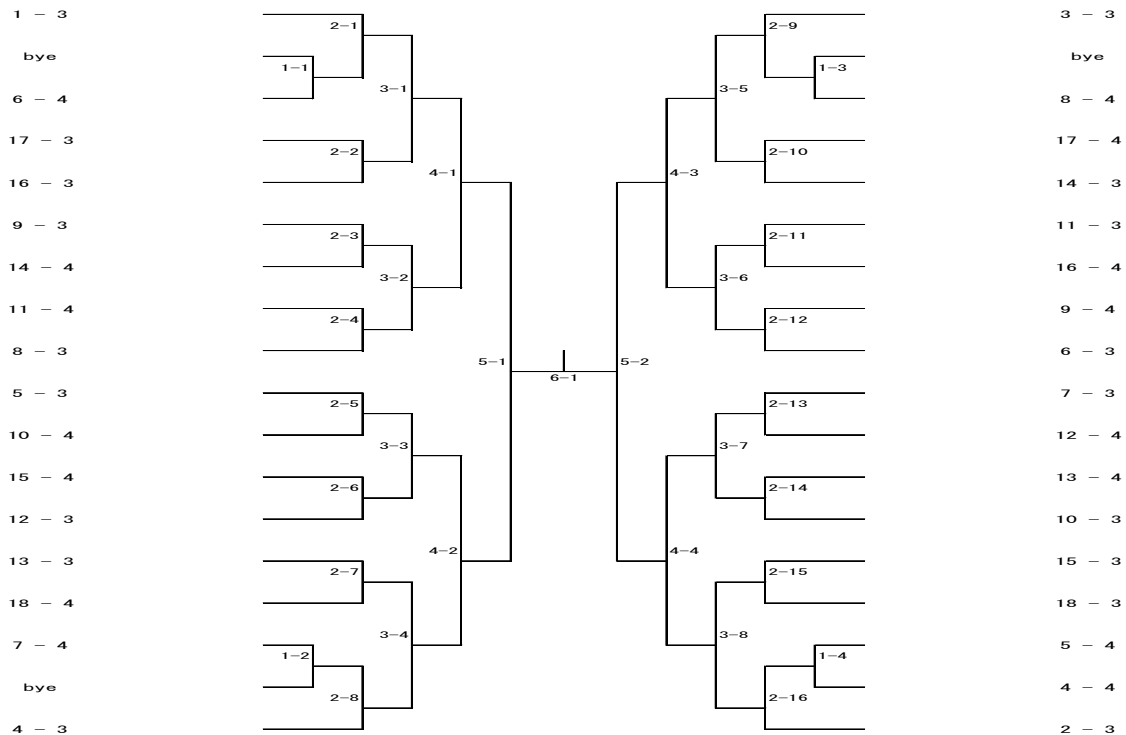 1 − 3 2−1 2−9 3 − 3
bye 1−1 1−3 bye
6 − 4 3−1 3−5 8 − 4
17 − 3 2−2 2−10 17 − 4
16 − 3 4−1 4−3 14 − 3
9 − 3 2−3 2−11 11 − 3
14 − 4 3−2 3−6 16 − 4
11 − 4 2−4 2−12 9 − 4
8 − 3 5−1 5−2 6 − 3
6−1
5 − 3 2−5 2−13 7 − 3
10 − 4 3−3 3−7 12 − 4
15 − 4 2−6 2−14 13 − 4
12 − 3 10 − 3
13 − 3 4−2 4−4 15 − 3
2−7 2−15
18 − 4 18 − 3
7 − 4 3−4 3−8 5 − 4
1−2 1−4
bye 2−8 2−16 4 − 4
4 − 3 2 − 3